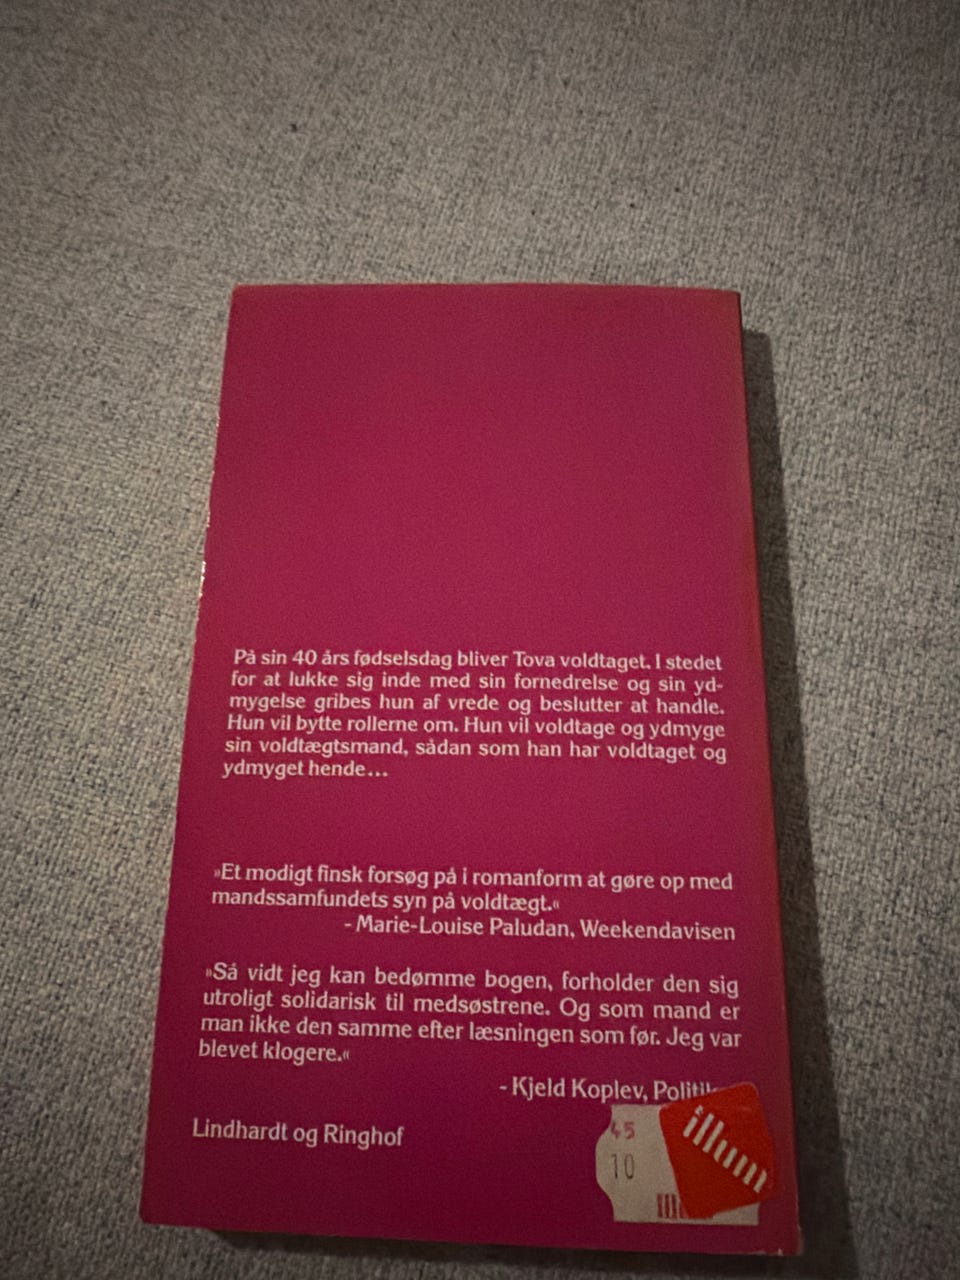 På sin 40 års fødselsdag bliver Tova voldtaget. I stedet
for at lukke sig inde med sin fornedrelse og sin yd-
mygelse gribes hun af vrede og beslutter at handle.
Hun vil bytte rollerne om. Hun vil voldtage og ydmyge
sin voldtægtsmand, sådan som han har voldtaget og
ydmyget hende...
»Et modigt finsk forsøg på i romanform at gøre op med
mandssamfundets syn på voldtægt.«
- Marie-Louise Paludan, Weekendavisen
»Så vidt jeg kan bedømme bogen, forholder den sig
utroligt solidarisk til medsøstrene. Og som mand er
man ikke den samme efter læsningen som før. Jeg var
blevet klogere.«
- Kjeld Koplev,
Lindhardt og Ringhof
45
10
illum